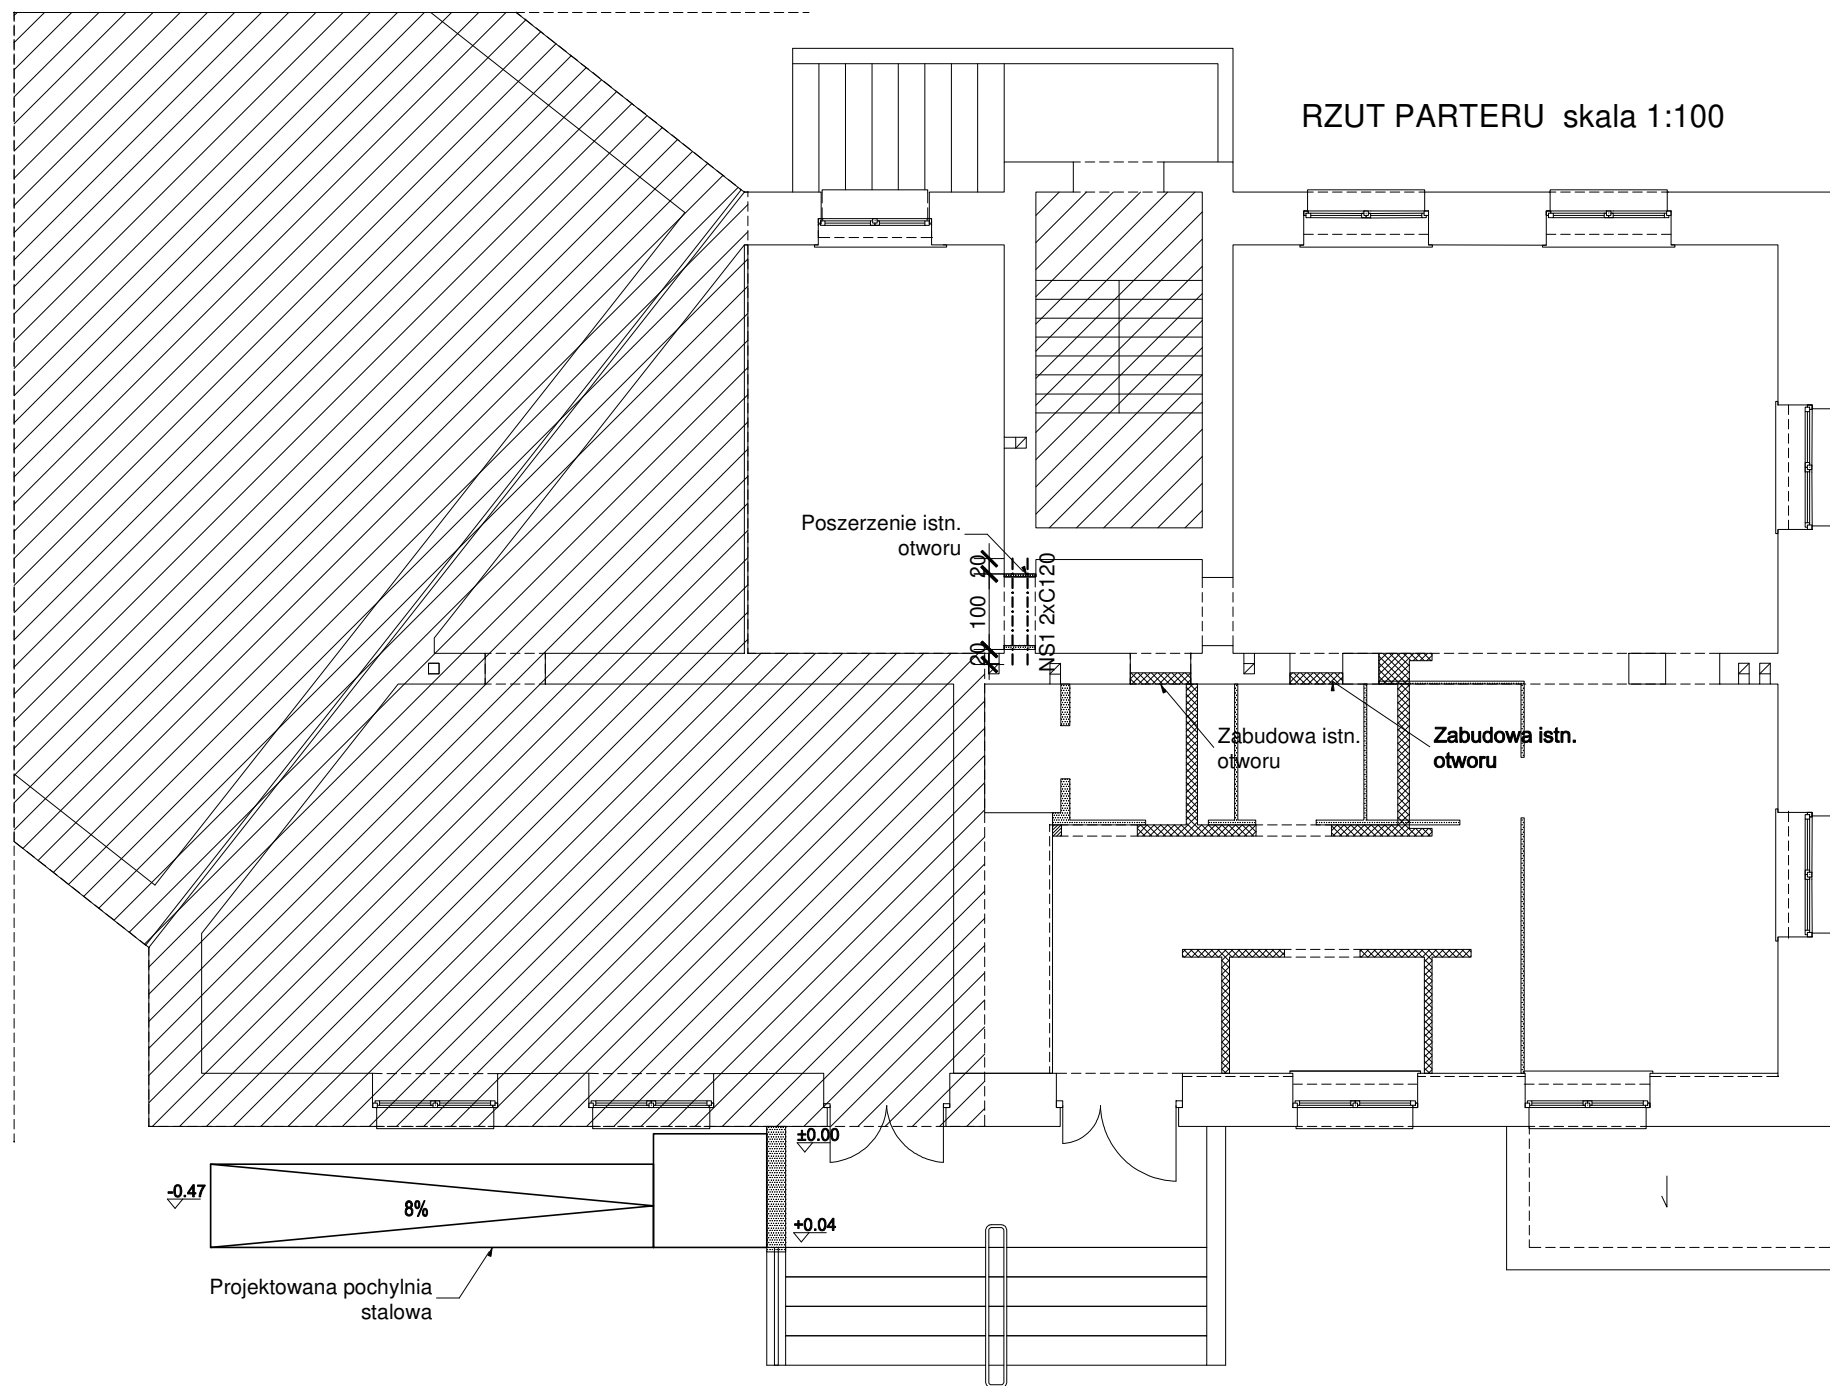 RZUT PARTERU skala 1:100
Poszerzenie istn.
otworu
20
100
20
NS1 2xC120
Zabudowa istn.
otworu
Zabudowa istn.
otworu
±0.00
-0.47
8%
+0.04
Projektowana pochylnia
stalowa